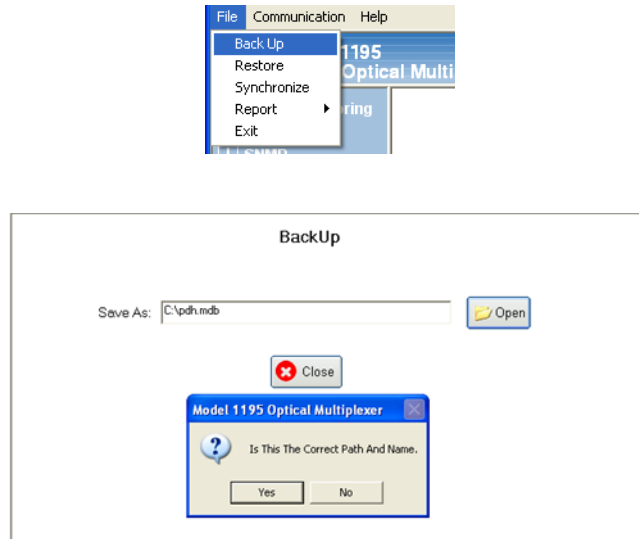 File Communication Help
Back Up
1195
Restore
Optical Multi
Synchronize
Report
ring
Exit
SNMP
BackUp
Save As: C:\pdh.mdb
Open
Close
Model 1195 Optical Multiplexer
Is This The Correct Path And Name.
Yes No